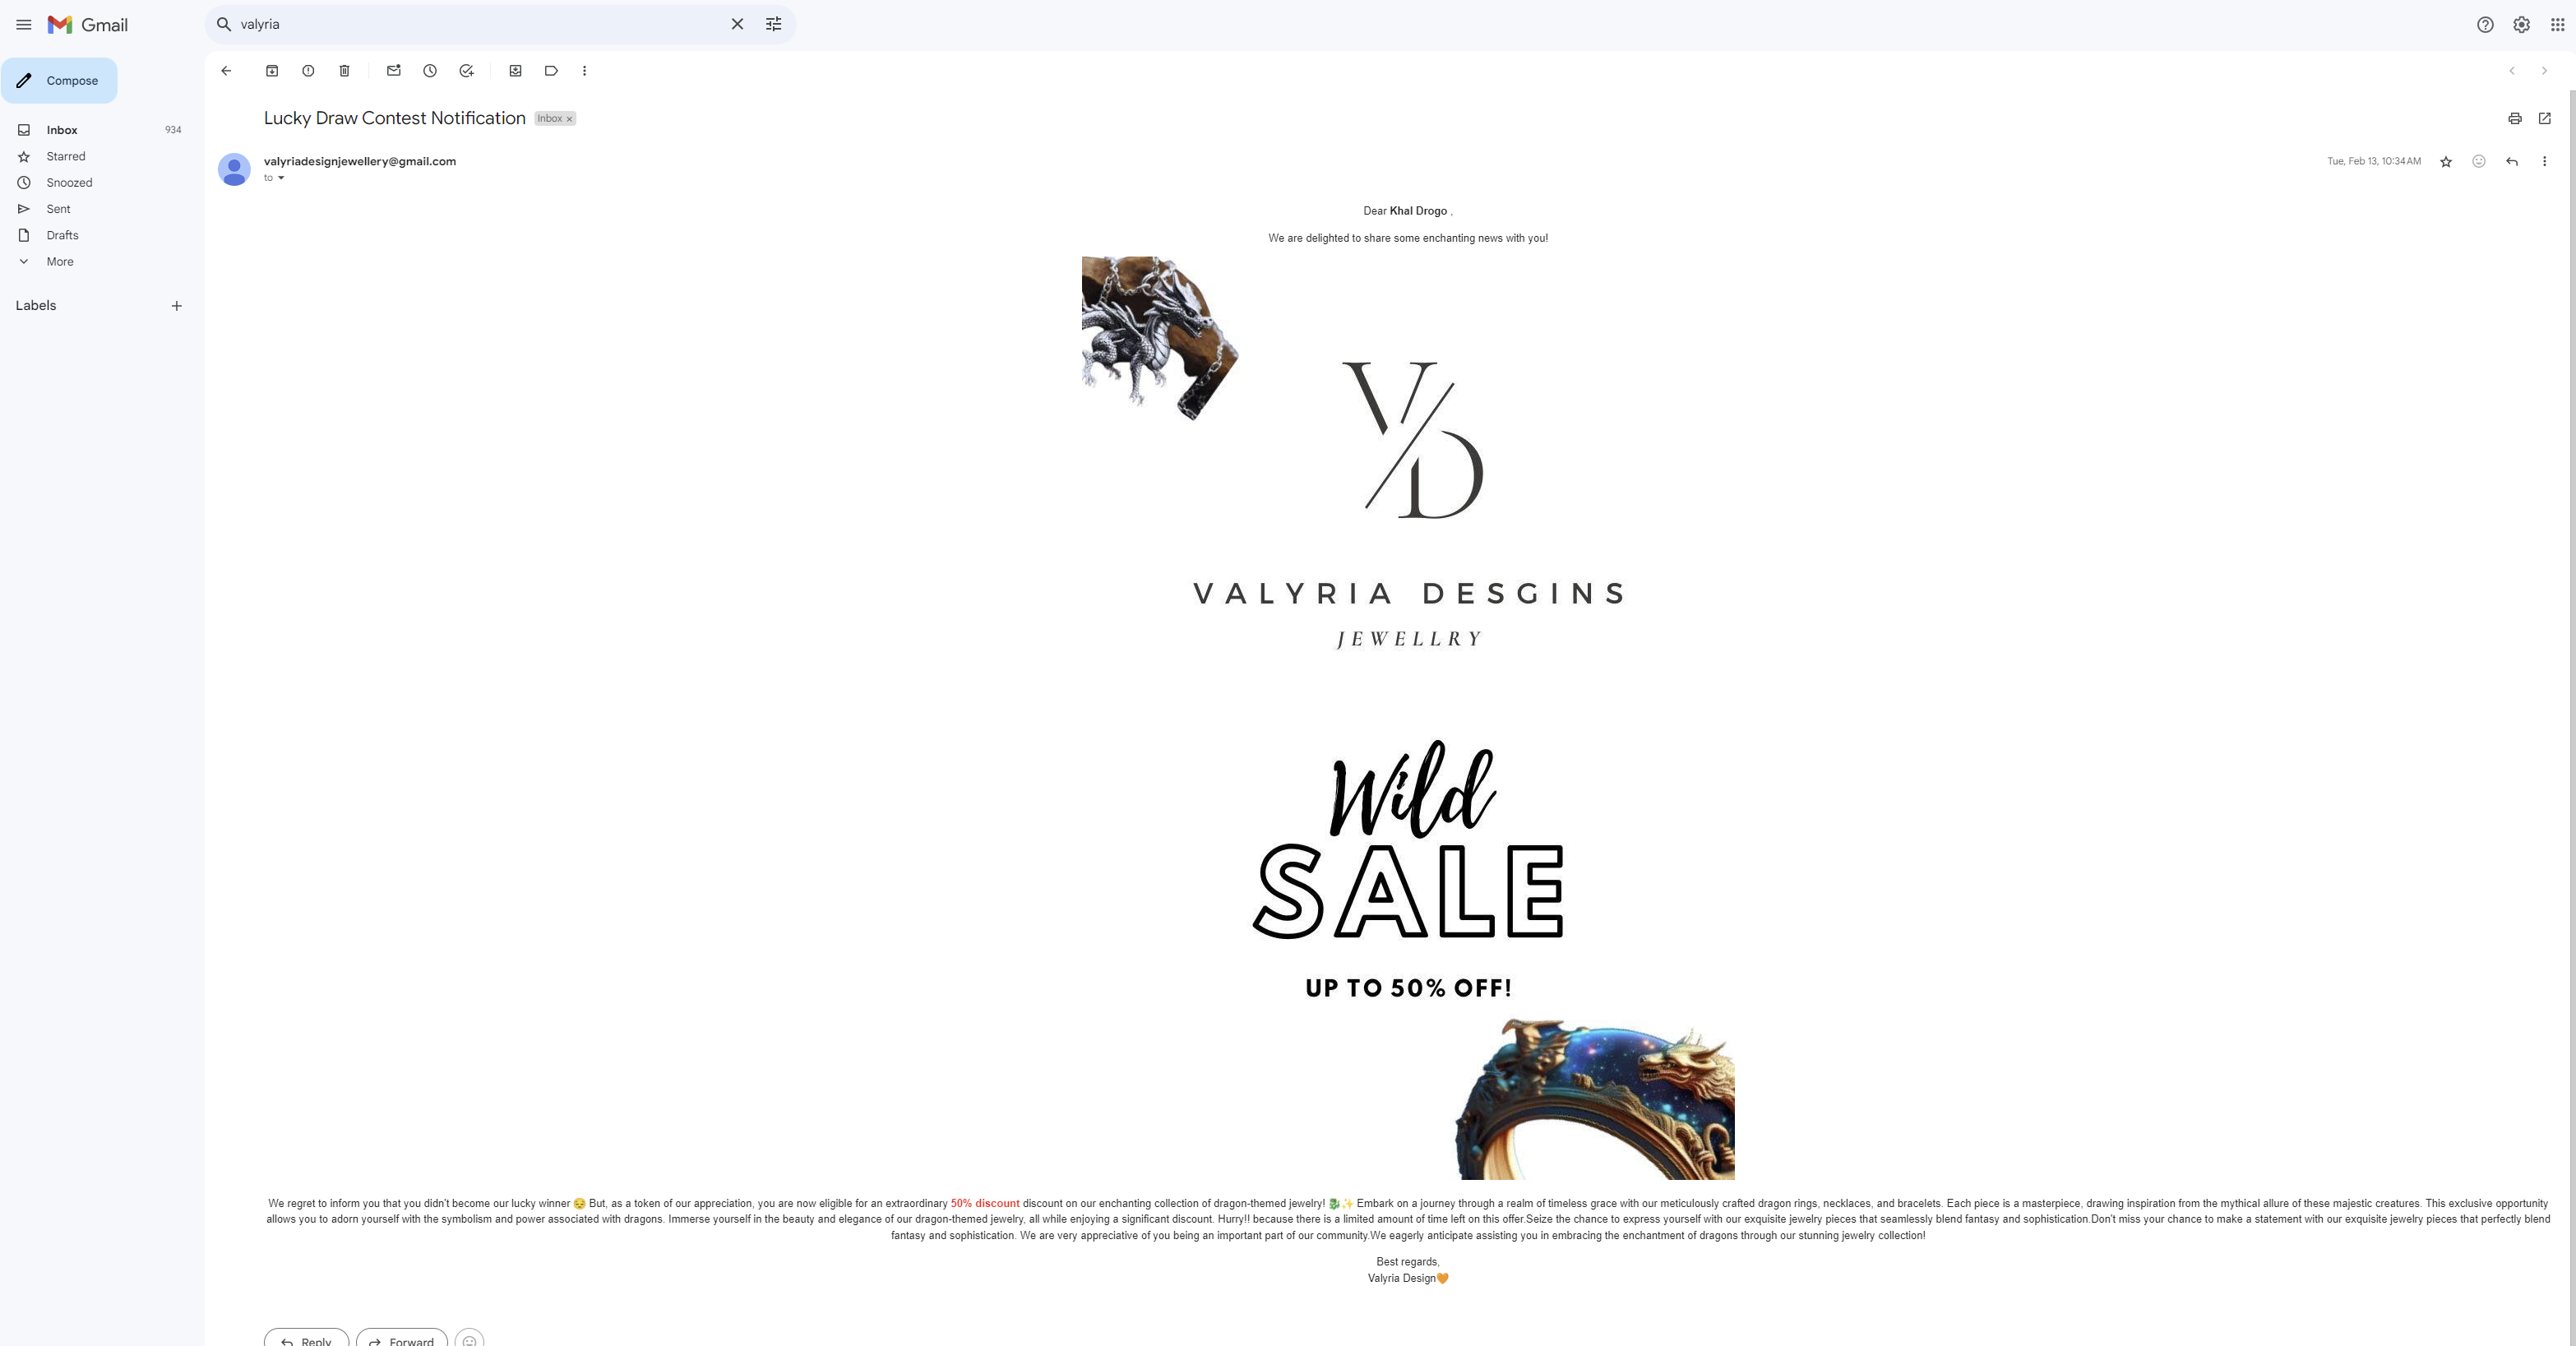 Gmail
valyria
Compose
Inbox 934
Starred
Snoozed
Sent
Drafts
More
Labels
Lucky Draw Contest Notification Inbox ×
valyriadesignjewellery@gmail.com
Tue, Feb 13, 10:34 AM
to
Dear Khal Drogo ,
We are delighted to share some enchanting news with you!
VD
VALYRIA DESGINS
JEWELLRY
Wild
SALE
UP TO 50% OFF!
We regret to inform you that you didn't become our lucky winner 😔 But, as a token of our appreciation, you are now eligible for an extraordinary 50% discount discount on our enchanting collection of dragon-themed jewelry! 🐉✨ Embark on a journey through a realm of timeless grace with our meticulously crafted dragon rings, necklaces, and bracelets. Each piece is a masterpiece, drawing inspiration from the mythical allure of these majestic creatures. This exclusive opportunity
allows you to adorn yourself with the symbolism and power associated with dragons. Immerse yourself in the beauty and elegance of our dragon-themed jewelry, all while enjoying a significant discount. Hurry!! because there is a limited amount of time left on this offer.Seize the chance to express yourself with our exquisite jewelry pieces that seamlessly blend fantasy and sophistication.Don't miss your chance to make a statement with our exquisite jewelry pieces that perfectly blend
fantasy and sophistication. We are very appreciative of you being an important part of our community.We eagerly anticipate assisting you in embracing the enchantment of dragons through our stunning jewelry collection!
Best regards,
Valyria Design🧡
Reply Forward